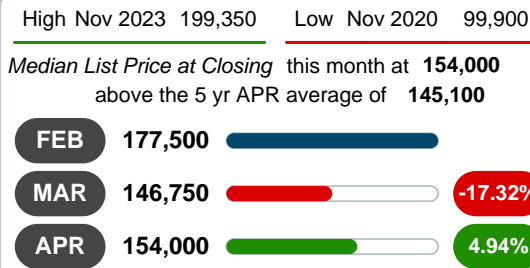 High Nov 2023 199,350 Low Nov 2020 99,900
Median List Price at Closing this month at 154,000
above the 5 yr APR average of 145,100
FEB 177,500
MAR 146,750 -17.32%
APR 154,000 4.94%